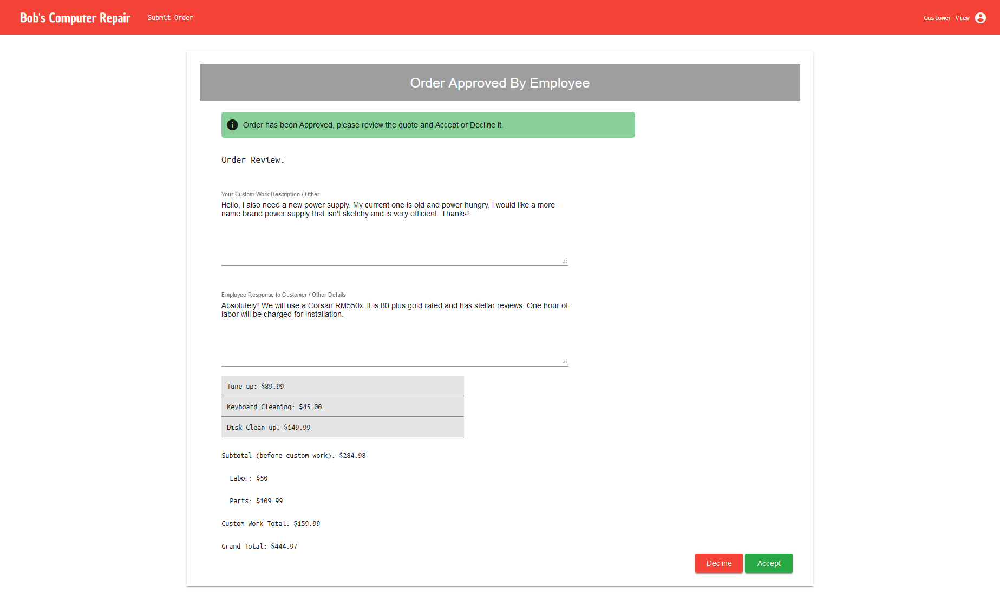 Bob's Computer Repair
Submit Order
Customer View
Order Approved By Employee
Order has been Approved, please review the quote and Accept or Decline it.
Order Review:
Your Custom Work Description / Other
Hello, I also need a new power supply. My current one is old and power hungry. I would like a more
name brand power supply that isn't sketchy and is very efficient. Thanks!
Employee Response to Customer / Other Details
Absolutely! We will use a Corsair RM550x. It is 80 plus gold rated and has stellar reviews. One hour of
labor will be charged for installation.
Tune-up: $89.99
Keyboard Cleaning: $45.00
Disk Clean-up: $149.99
Subtotal (before custom work): $284.98
Labor: $50
Parts: $109.99
Custom Work Total: $159.99
Grand Total: $444.97
Decline
Accept